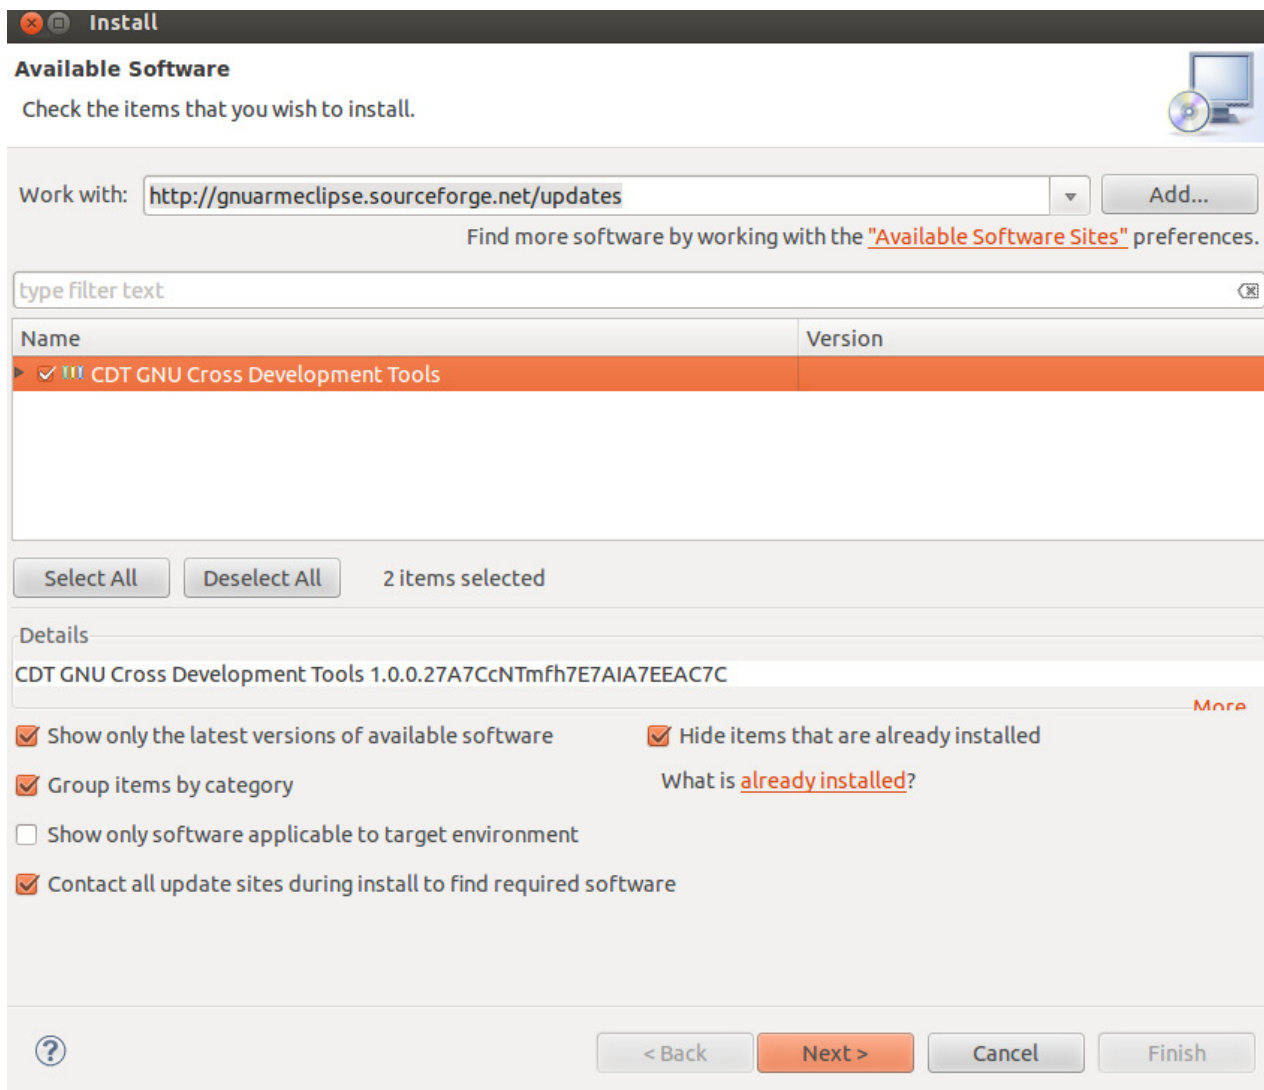 Install
Available Software
Check the items that you wish to install.
Work with: http://gnuarmeclipse.sourceforge.net/updates Add...
Find more software by working with the "Available Software Sites" preferences.
type filter text
Name Version
CDT GNU Cross Development Tools
Select All Deselect All 2 items selected
Details
CDT GNU Cross Development Tools 1.0.0.27A7CcNTmfh7E7AIA7EEAC7C
More
Show only the latest versions of available software Hide items that are already installed
Group items by category What is already installed?
Show only software applicable to target environment
Contact all update sites during install to find required software
? < Back Next > Cancel Finish